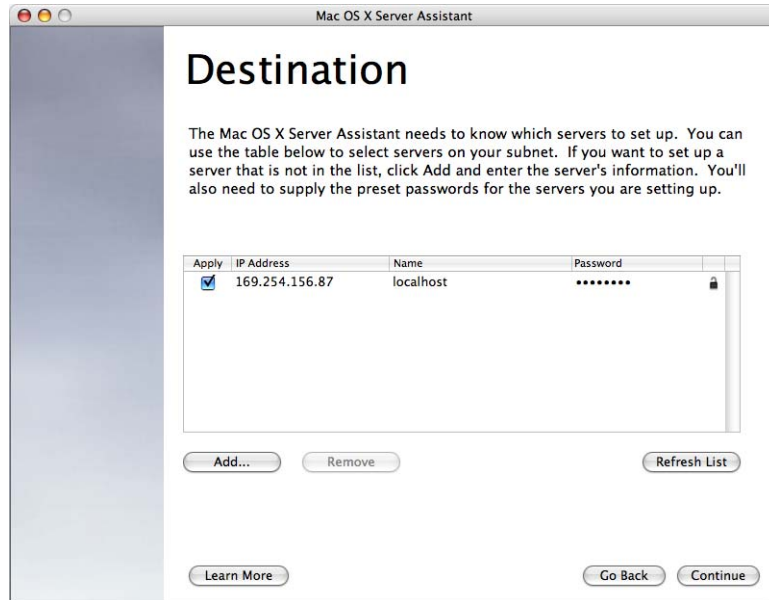 Mac OS X Server Assistant
Destination
The Mac OS X Server Assistant needs to know which servers to set up. You can
use the table below to select servers on your subnet. If you want to set up a
server that is not in the list, click Add and enter the server's information. You'll
also need to supply the preset passwords for the servers you are setting up.
Apply IP Address Name Password
169.254.156.87 localhost ••••••••
Add... Remove Refresh List
Learn More Go Back Continue